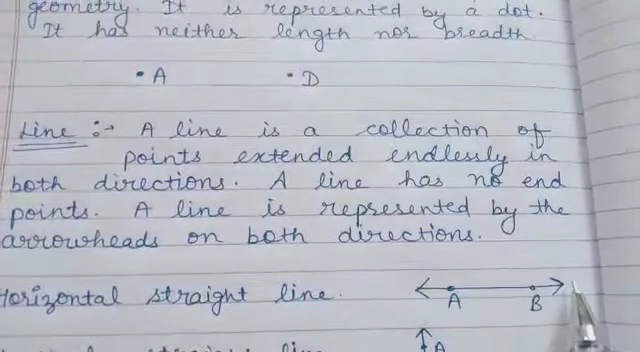 geometry. It is represented by a dot.
It has neither length nor breadth.
• A • D
Line :→ A line is a collection of
points extended endlessly in
both directions. A line has no end
points. A line is represented by the
arrowheads on both directions.
Horizontal straight line.
A B
A
straight line